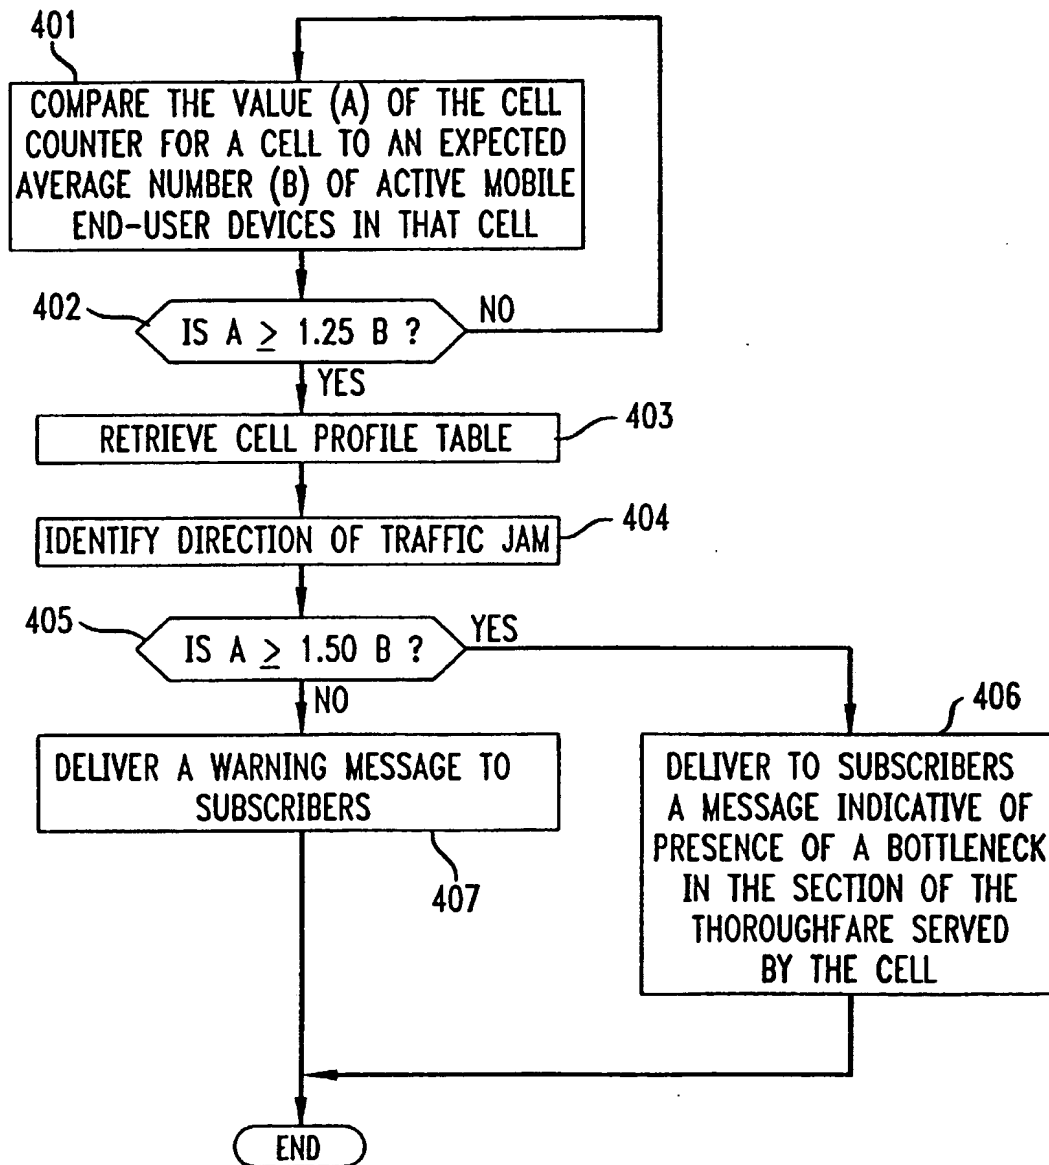 401
COMPARE THE VALUE (A) OF THE CELL
COUNTER FOR A CELL TO AN EXPECTED
AVERAGE NUMBER (B) OF ACTIVE MOBILE
END-USER DEVICES IN THAT CELL
402
IS A ≥ 1.25 B ?
NO
YES
403
RETRIEVE CELL PROFILE TABLE
404
IDENTIFY DIRECTION OF TRAFFIC JAM
405
IS A ≥ 1.50 B ?
YES
NO
406
DELIVER A WARNING MESSAGE TO
SUBSCRIBERS
407
DELIVER TO SUBSCRIBERS
A MESSAGE INDICATIVE OF
PRESENCE OF A BOTTLENECK
IN THE SECTION OF THE
THOROUGHFARE SERVED
BY THE CELL
END